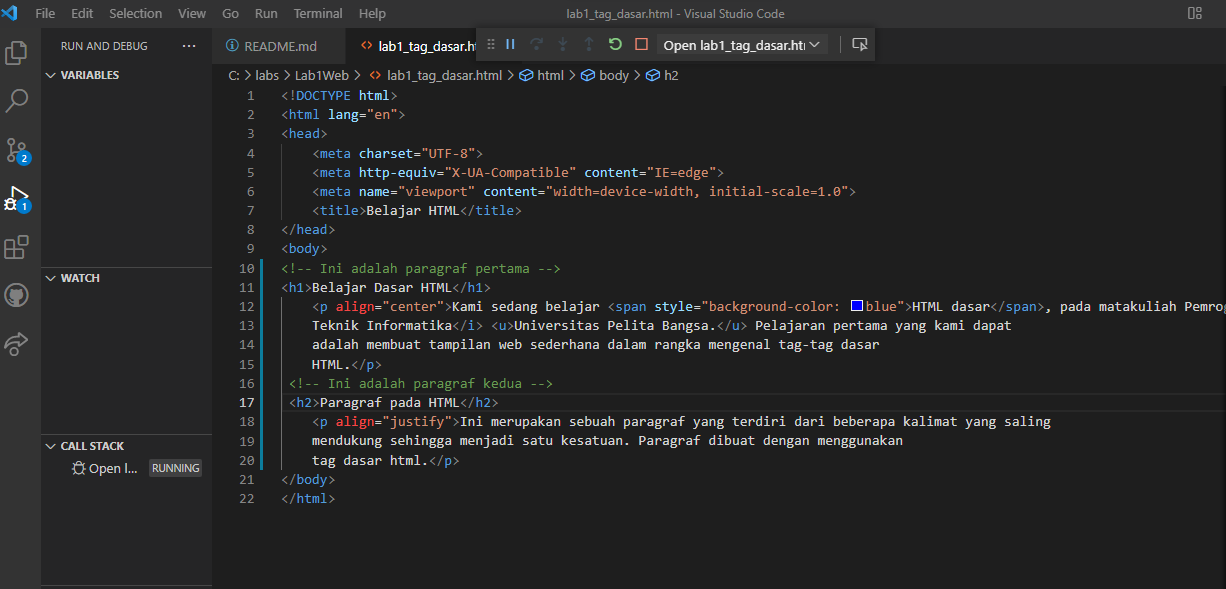 File Edit Selection View Go Run Terminal Help lab1_tag_dasar.html - Visual Studio Code
RUN AND DEBUG ··· README.md <> lab1_tag_dasar.ht Open lab1_tag_dasar.ht
VARIABLES
C: > labs > Lab1Web > <> lab1_tag_dasar.html > html > body > h2
1 <!DOCTYPE html>
2 <html lang="en">
3 <head>
4 <meta charset="UTF-8">
5 <meta http-equiv="X-UA-Compatible" content="IE=edge">
6 <meta name="viewport" content="width=device-width, initial-scale=1.0">
7 <title>Belajar HTML</title>
8 </head>
9 <body>
10 <!-- Ini adalah paragraf pertama -->
11 <h1>Belajar Dasar HTML</h1>
12 <p align="center">Kami sedang belajar <span style="background-color: blue">HTML dasar</span>, pada matakuliah Pemrog
13 Teknik Informatika</i> <u>Universitas Pelita Bangsa.</u> Pelajaran pertama yang kami dapat
14 adalah membuat tampilan web sederhana dalam rangka mengenal tag-tag dasar
15 HTML.</p>
16 <!-- Ini adalah paragraf kedua -->
17 <h2>Paragraf pada HTML</h2>
18 <p align="justify">Ini merupakan sebuah paragraf yang terdiri dari beberapa kalimat yang saling
19 mendukung sehingga menjadi satu kesatuan. Paragraf dibuat dengan menggunakan
20 tag dasar html.</p>
21 </body>
22 </html>
2
1
WATCH
CALL STACK
Open l... RUNNING